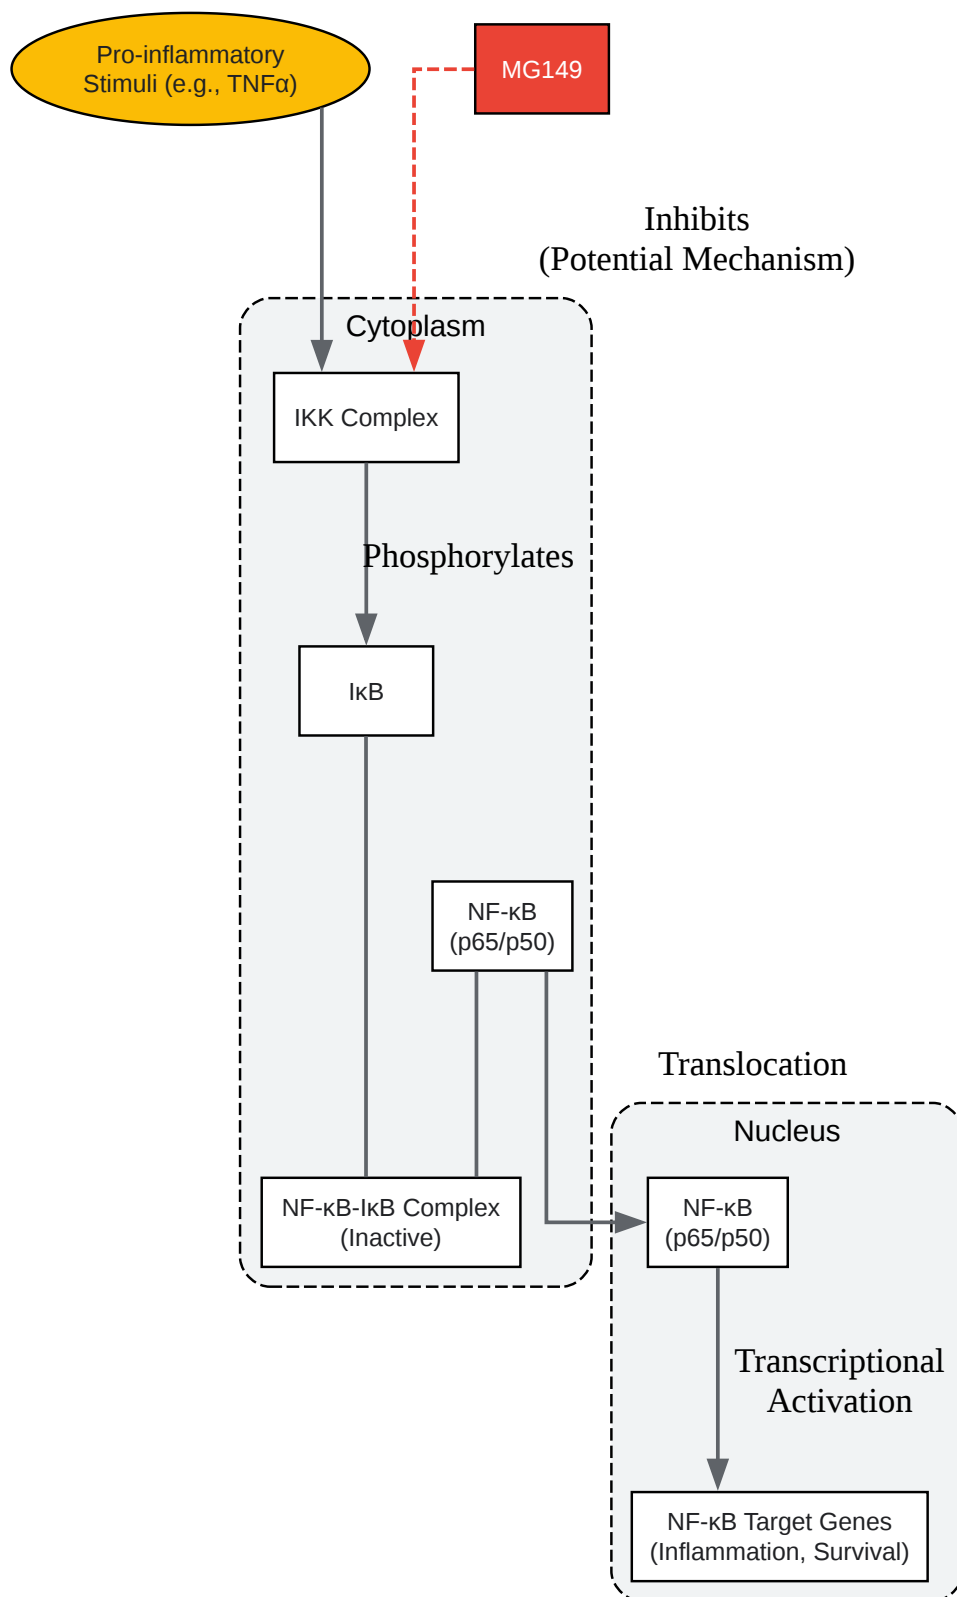 Pro-inflammatory
Stimuli (e.g., TNFα)
MG149
Inhibits
(Potential Mechanism)
Cytoplasm
IKK Complex
Phosphorylates
IκB
NF-κB
(p65/p50)
Translocation
Nucleus
NF-κB-IκB Complex
(Inactive)
NF-κB
(p65/p50)
Transcriptional
Activation
NF-κB Target Genes
(Inflammation, Survival)